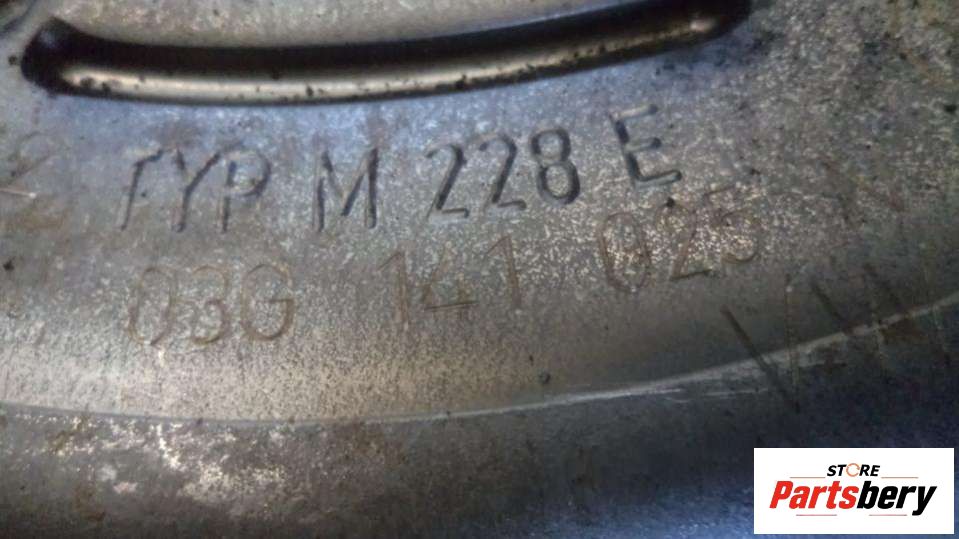 TYP M 228 E
03G 141 025 N
STORE
Partsbery